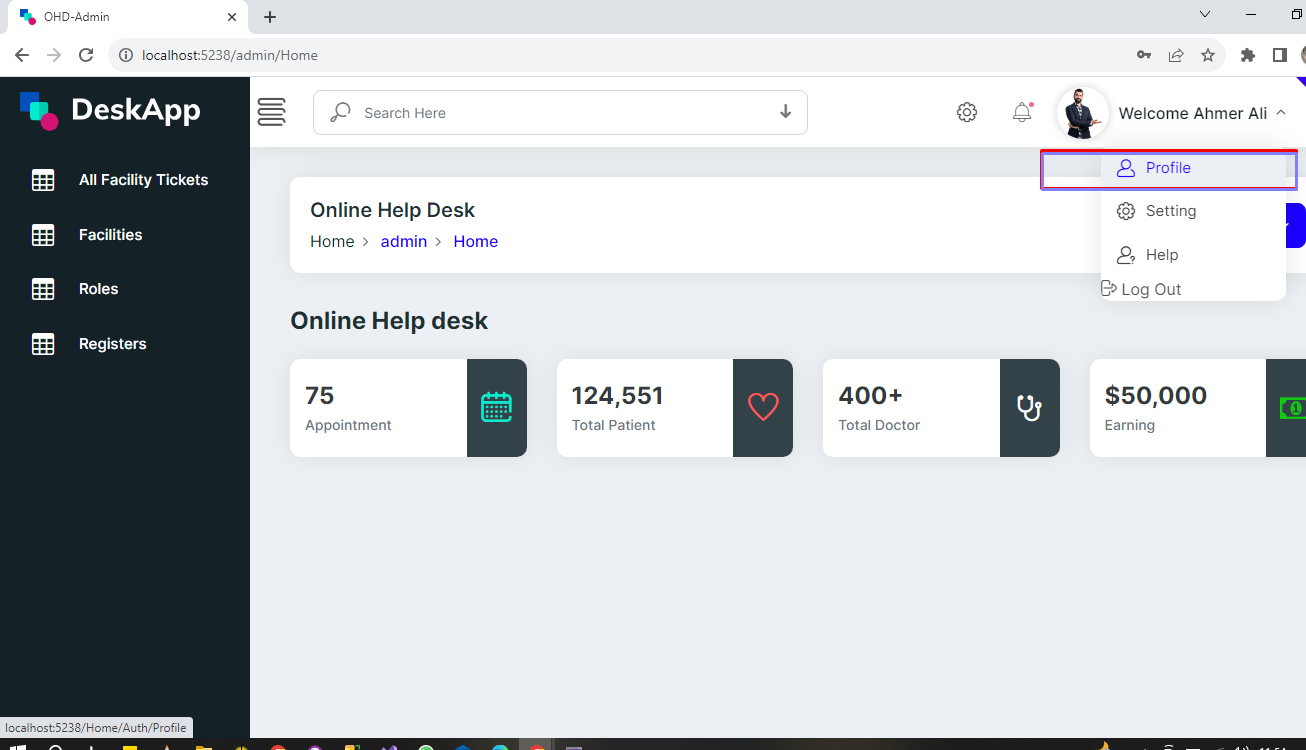 OHD-Admin
localhost:5238/admin/Home
DeskApp
Search Here
Welcome Ahmer Ali
All Facility Tickets
Facilities
Roles
Registers
Profile
Setting
Help
Log Out
Online Help Desk
Home > admin > Home
Online Help desk
75
Appointment
124,551
Total Patient
400+
Total Doctor
$50,000
Earning
localhost:5238/Home/Auth/Profile